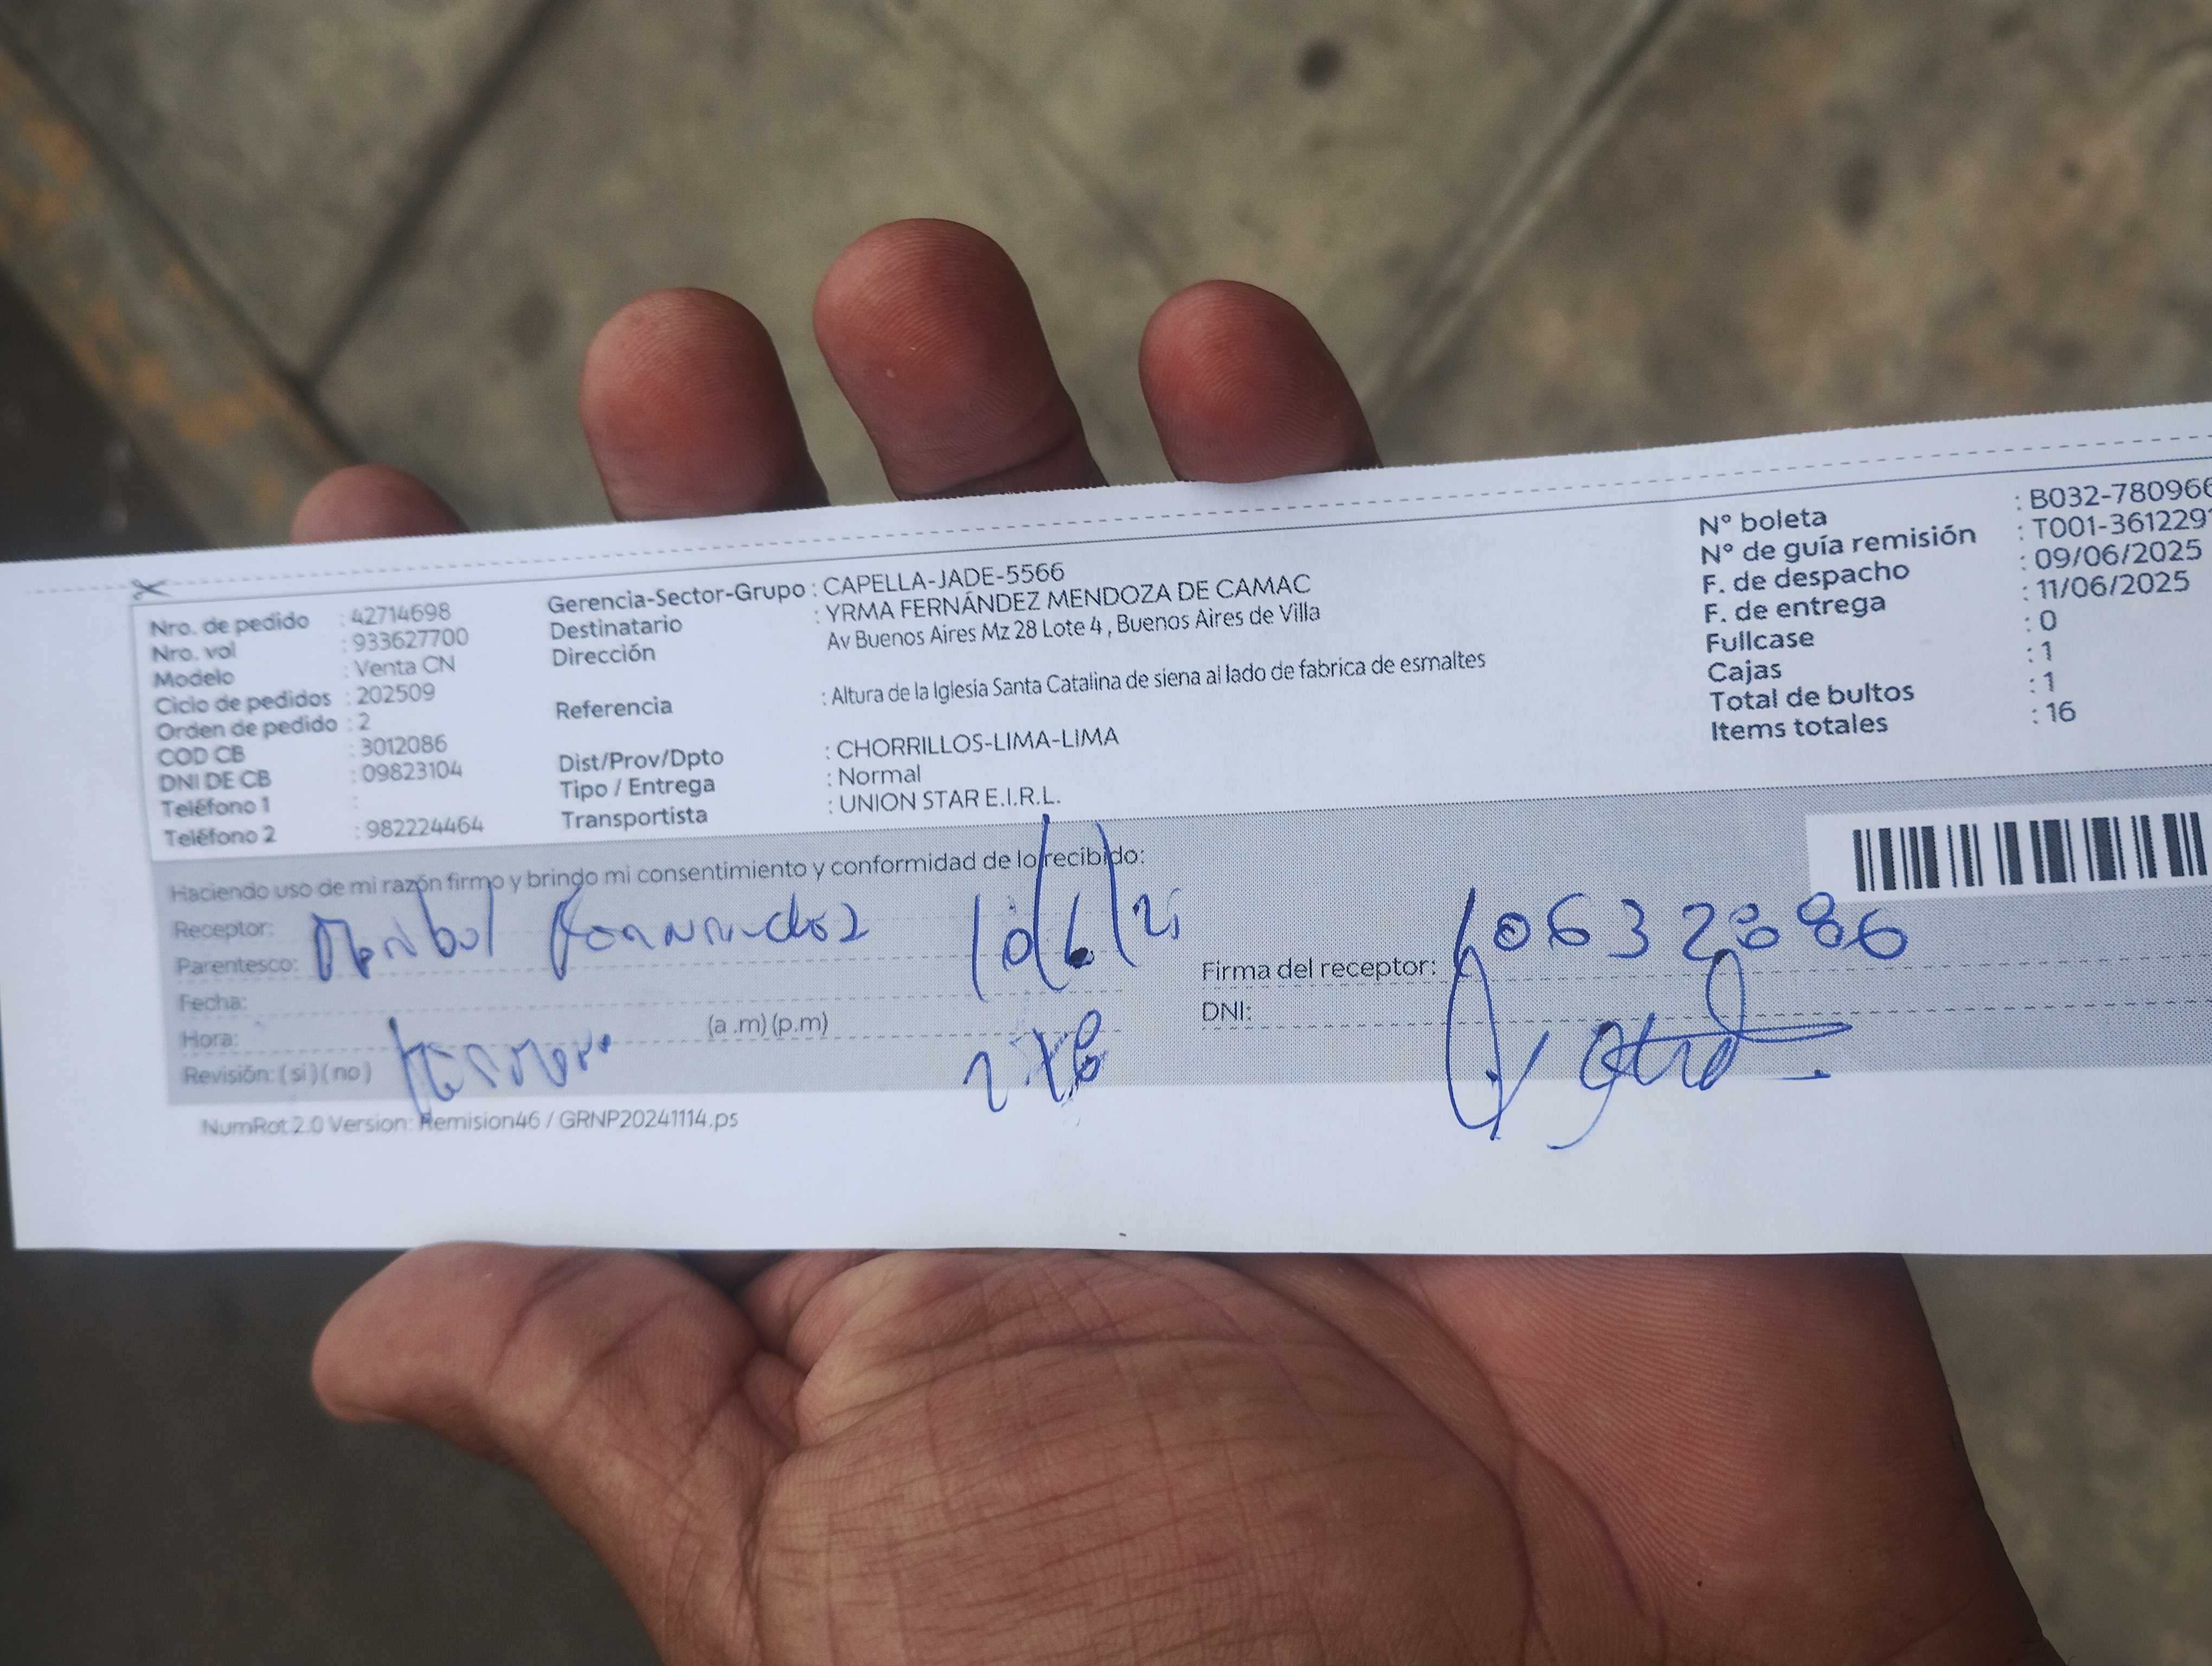 Nro. de pedido : 42714698
Nro. vol : 933627700
Modelo : Venta CN
Ciclo de pedidos : 202509
Orden de pedido : 2
COD CB : 3012086
DNI DE CB : 09823104
Teléfono 1 :
Teléfono 2 : 982224464
Gerencia-Sector-Grupo : CAPELLA-JADE-5566
Destinatario : YRMA FERNÁNDEZ MENDOZA DE CAMAC
Dirección Av Buenos Aires Mz 28 Lote 4 , Buenos Aires de Villa
Referencia : Altura de la Iglesia Santa Catalina de siena al lado de fabrica de esmaltes
Dist/Prov/Dpto : CHORRILLOS-LIMA-LIMA
Tipo / Entrega : Normal
Transportista : UNION STAR E.I.R.L.
N° boleta : B032-780966
N° de guía remisión : T001-3612291
F. de despacho : 09/06/2025
F. de entrega : 11/06/2025
Fullcase : 0
Cajas : 1
Total de bultos : 1
Items totales : 16
Haciendo uso de mi razón firmo y brindo mi consentimiento y conformidad de lo recibido:
Receptor:
Parentesco:
Fecha:
Hora: (a .m) (p.m)
Revisión: ( si ) ( no )
10/6/25
Firma del receptor:
DNI:
NumRot 2.0 Version: Remision46 / GRNP20241114.ps